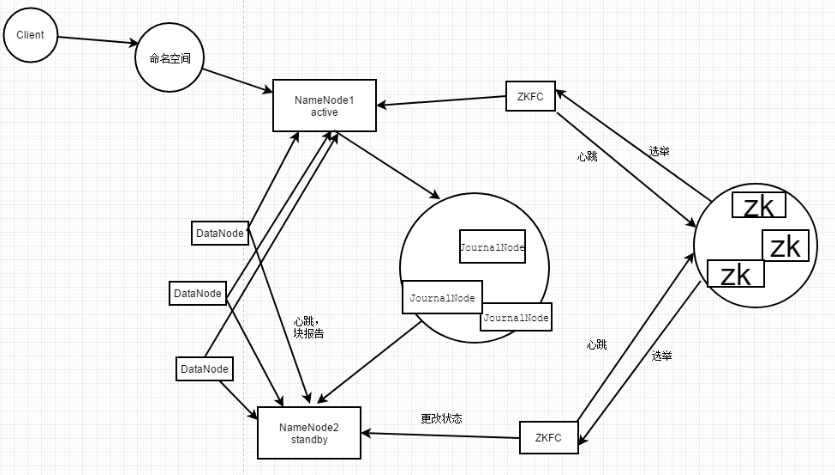 Client
命名空间
NameNode1
active
ZKFC
心跳
选举
zk
zk
zk
DataNode
JournalNode
DataNode
JournalNode
JournalNode
心跳，
块报告
DataNode
心跳
选举
NameNode2
standby
更改状态
ZKFC